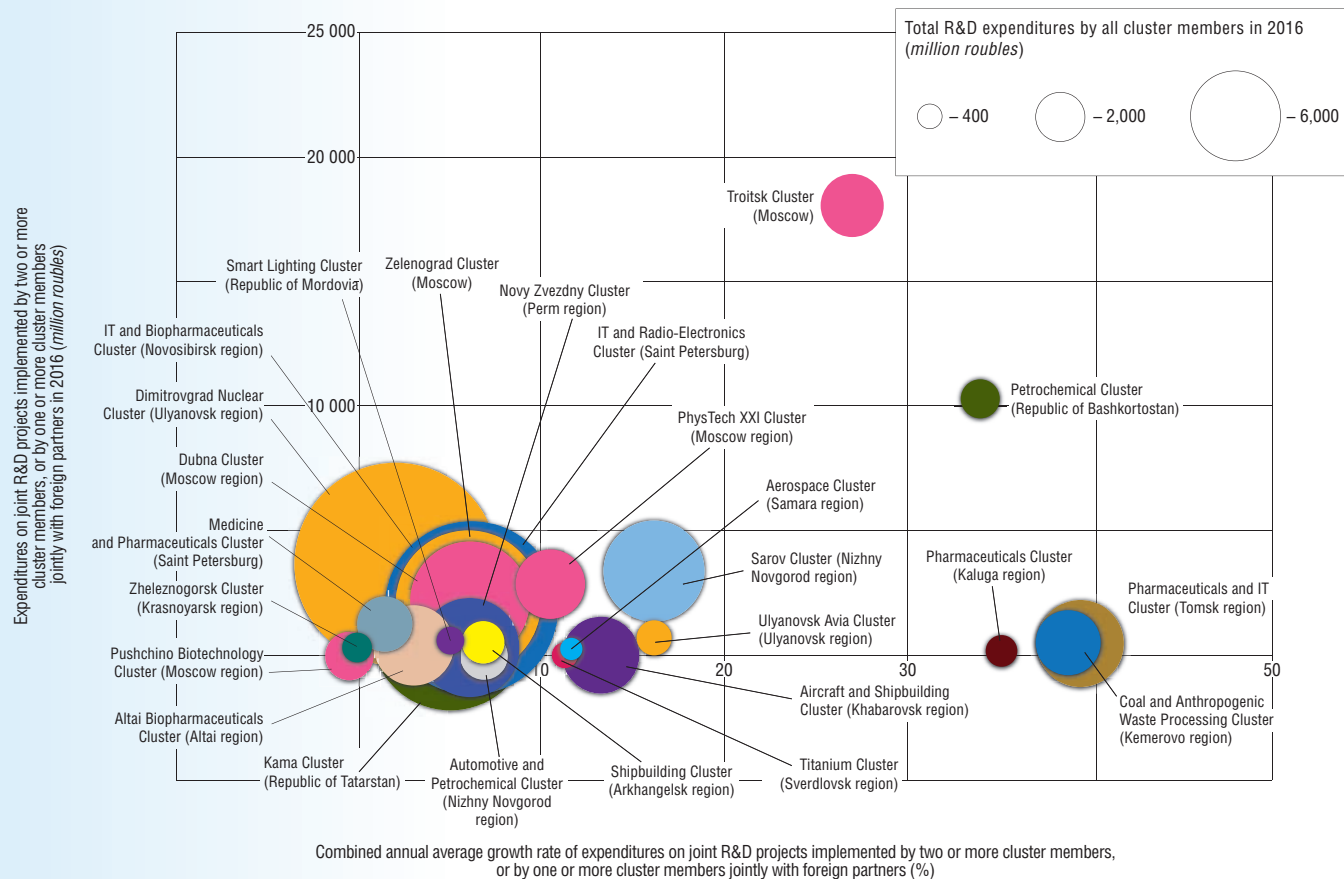 25 000
20 000
10 000
0
20
30
50
Total R&D expenditures by all cluster members in 2016
(million roubles)
– 400
– 2,000
– 6,000
Expenditures on joint R&D projects implemented by two or more
cluster members, or by one or more cluster members
jointly with foreign partners in 2016 (million roubles)
Troitsk Cluster
(Moscow)
Smart Lighting Cluster
(Republic of Mordovia)
Zelenograd Cluster
(Moscow)
Novy Zvezdny Cluster
(Perm region)
IT and Biopharmaceuticals
Cluster (Novosibirsk region)
IT and Radio-Electronics
Cluster (Saint Petersburg)
Dimitrovgrad Nuclear
Cluster (Ulyanovsk region)
Petrochemical Cluster
(Republic of Bashkortostan)
PhysTech XXI Cluster
(Moscow region)
Dubna Cluster
(Moscow region)
Aerospace Cluster
(Samara region)
Medicine
and Pharmaceuticals Cluster
(Saint Petersburg)
Sarov Cluster (Nizhny
Novgorod region)
Pharmaceuticals Cluster
(Kaluga region)
Pharmaceuticals and IT
Cluster (Tomsk region)
Zheleznogorsk Cluster
(Krasnoyarsk region)
Ulyanovsk Avia Cluster
(Ulyanovsk region)
Pushchino Biotechnology
Cluster (Moscow region)
Aircraft and Shipbuilding
Cluster (Khabarovsk region)
Coal and Anthropogenic
Waste Processing Cluster
(Kemerovo region)
Altai Biopharmaceuticals
Cluster (Altai region)
Kama Cluster
(Republic of Tatarstan)
Automotive and
Petrochemical Cluster
(Nizhny Novgorod
region)
Shipbuilding Cluster
(Arkhangelsk region)
Titanium Cluster
(Sverdlovsk region)
Combined annual average growth rate of expenditures on joint R&D projects implemented by two or more cluster members,
or by one or more cluster members jointly with foreign partners (%)